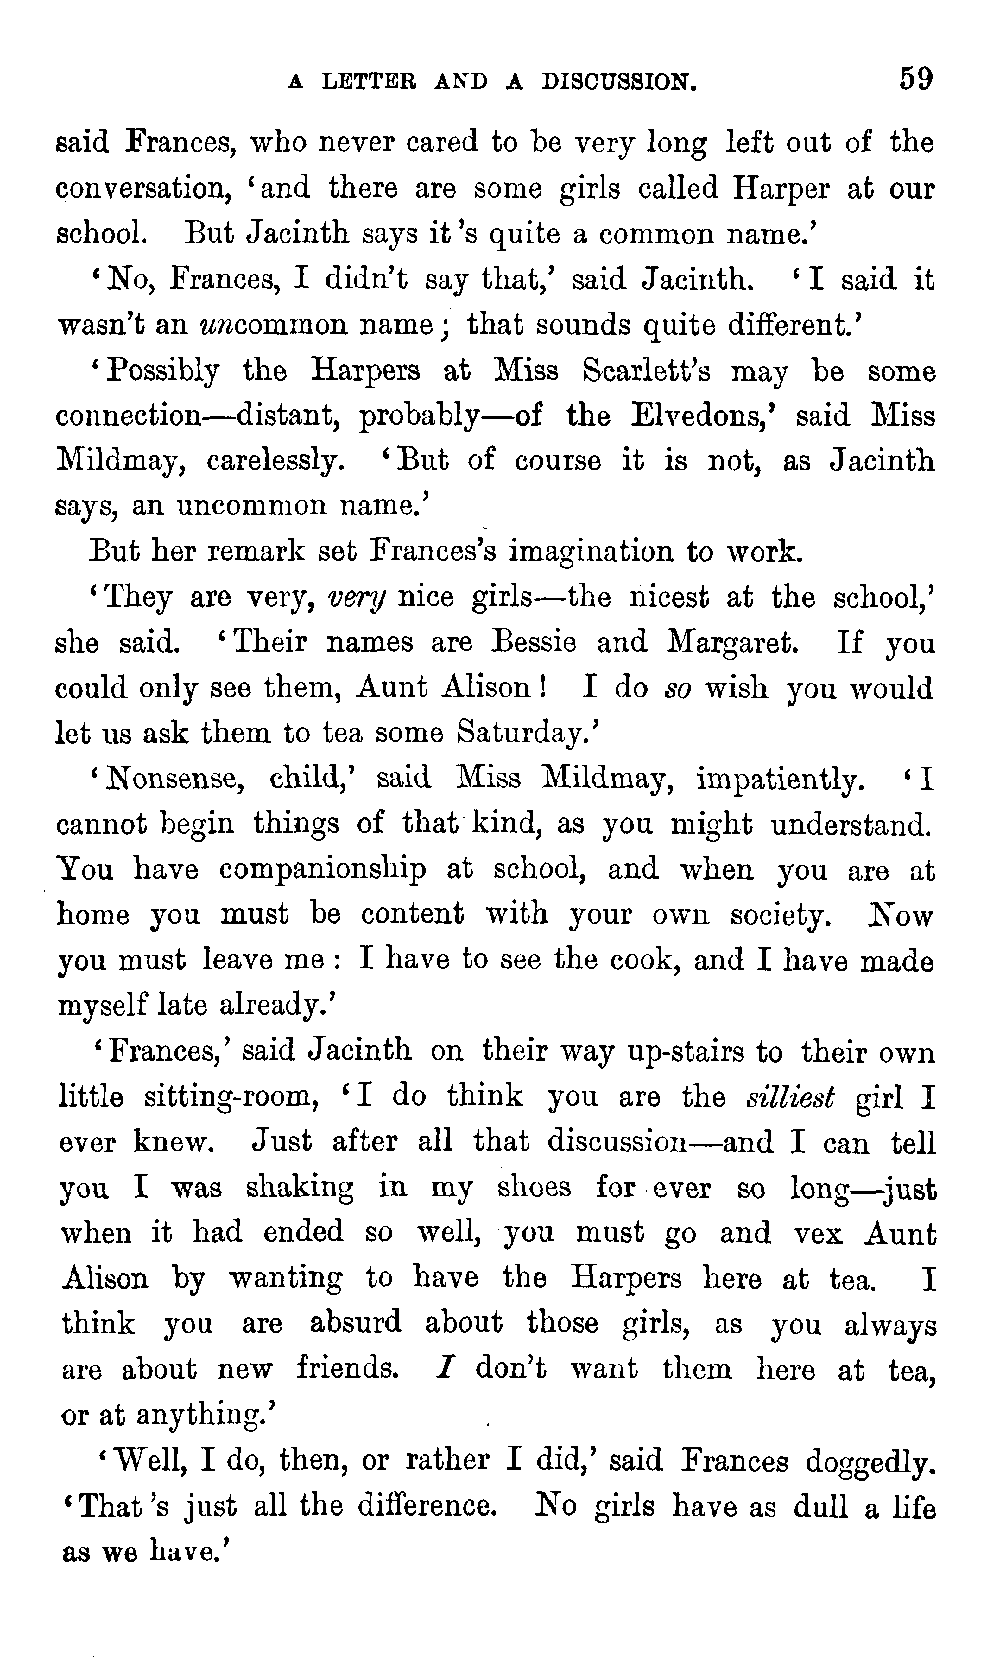 A LETTER AND A DISCUSSION. 59
said Frances, who never cared to be very long left out of the
conversation, ‘and there are some girls called Harper at our
school. But Jacinth says it’s quite a common name.’
‘No, Frances, I didn’t say that,’ said Jacinth. ‘I said it
wasn’t an uncommon name; that sounds quite different.’
‘Possibly the Harpers at Miss Scarlett’s may be some
connection—distant, probably—of the Elvedons,’ said Miss
Mildmay, carelessly. ‘But of course it is not, as Jacinth
says, an uncommon name.’
But her remark set Frances’s imagination to work.
‘They are very, very nice girls—the nicest at the school,’
she said. ‘Their names are Bessie and Margaret. If you
could only see them, Aunt Alison! I do so wish you would
let us ask them to tea some Saturday.’
‘Nonsense, child,’ said Miss Mildmay, impatiently. ‘I
cannot begin things of that kind, as you might understand.
You have companionship at school, and when you are at
home you must be content with your own society. Now
you must leave me: I have to see the cook, and I have made
myself late already.’
‘Frances,’ said Jacinth on their way up-stairs to their own
little sitting-room, ‘I do think you are the silliest girl I
ever knew. Just after all that discussion—and I can tell
you I was shaking in my shoes for ever so long—just
when it had ended so well, you must go and vex Aunt
Alison by wanting to have the Harpers here at tea. I
think you are absurd about those girls, as you always
are about new friends. I don’t want them here at tea,
or at anything.’
‘Well, I do, then, or rather I did,’ said Frances doggedly.
‘That’s just all the difference. No girls have as dull a life
as we have.’